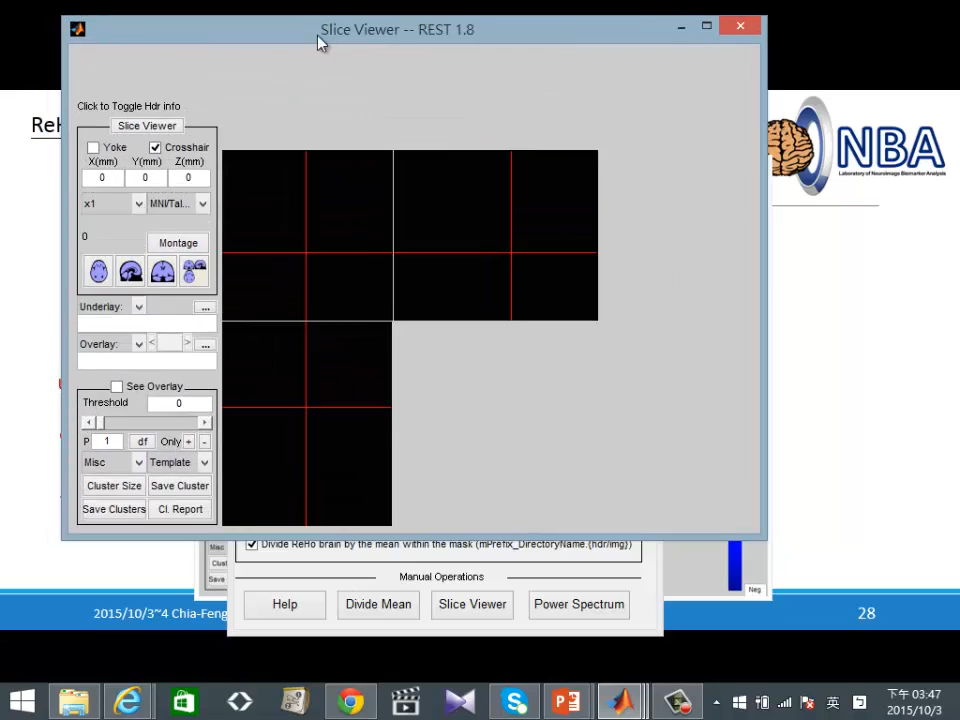 Slice Viewer -- REST 1.8
Click to Toggle Hdr info
Slice Viewer
Yoke
Crosshair
X(mm) Y(mm) Z(mm)
0 0 0
x1
MNI/Tal...
0
Montage
Underlay:
...
Overlay:
< >
...
See Overlay
Threshold
0
P 1 df Only + -
Misc
Template
Cluster Size
Save Cluster
Save Clusters
Cl. Report
NBA
Laboratory of Neuroimage Biomarker Analysis
Misc
Clust
Save
Divide ReHo brain by the mean within the mask (mPrefix_DirectoryName.{hdr/img})
Manual Operations
Help
Divide Mean
Slice Viewer
Power Spectrum
Neg
2015/10/3~4 Chia-Feng
28
英
下午 03:47
2015/10/3